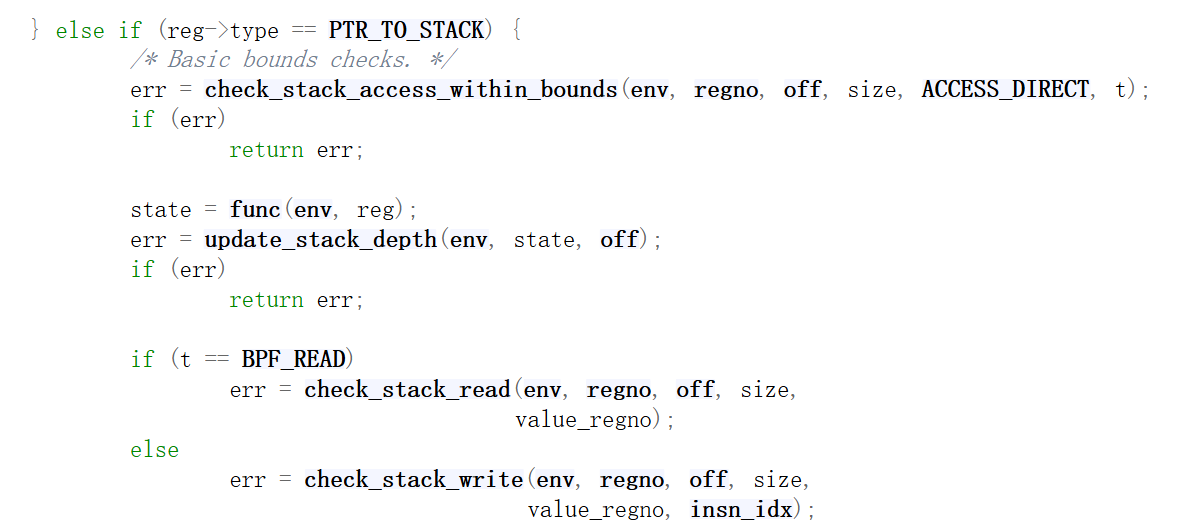 } else if (reg->type == PTR_TO_STACK) {
/* Basic bounds checks. */
err = check_stack_access_within_bounds(env, regno, off, size, ACCESS_DIRECT, t);
if (err)
return err;
state = func(env, reg);
err = update_stack_depth(env, state, off);
if (err)
return err;
if (t == BPF_READ)
err = check_stack_read(env, regno, off, size,
value_regno);
else
err = check_stack_write(env, regno, off, size,
value_regno, insn_idx);